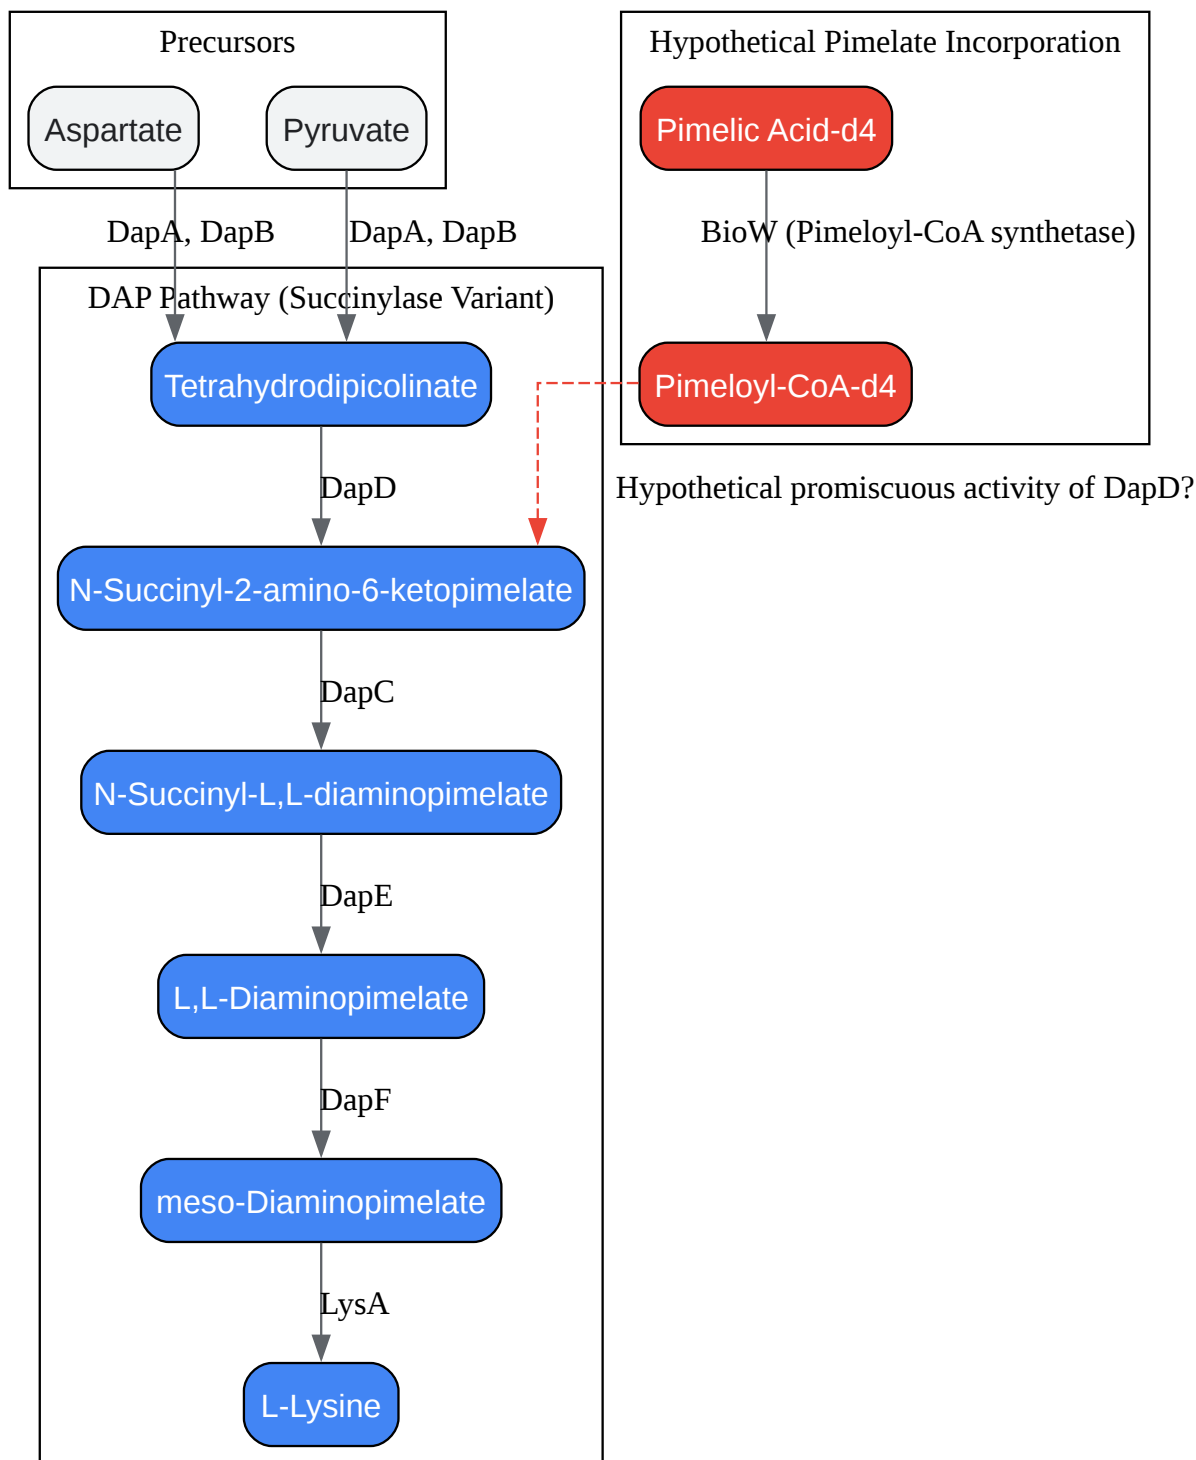 Precursors
Aspartate
Pyruvate
DapA, DapB
DapA, DapB
Hypothetical Pimelate Incorporation
Pimelic Acid-d4
BioW (Pimeloyl-CoA synthetase)
Pimeloyl-CoA-d4
Hypothetical promiscuous activity of DapD?
DAP Pathway (Succinylase Variant)
Tetrahydrodipicolinate
DapD
N-Succinyl-2-amino-6-ketopimelate
DapC
N-Succinyl-L,L-diaminopimelate
DapE
L,L-Diaminopimelate
DapF
meso-Diaminopimelate
LysA
L-Lysine